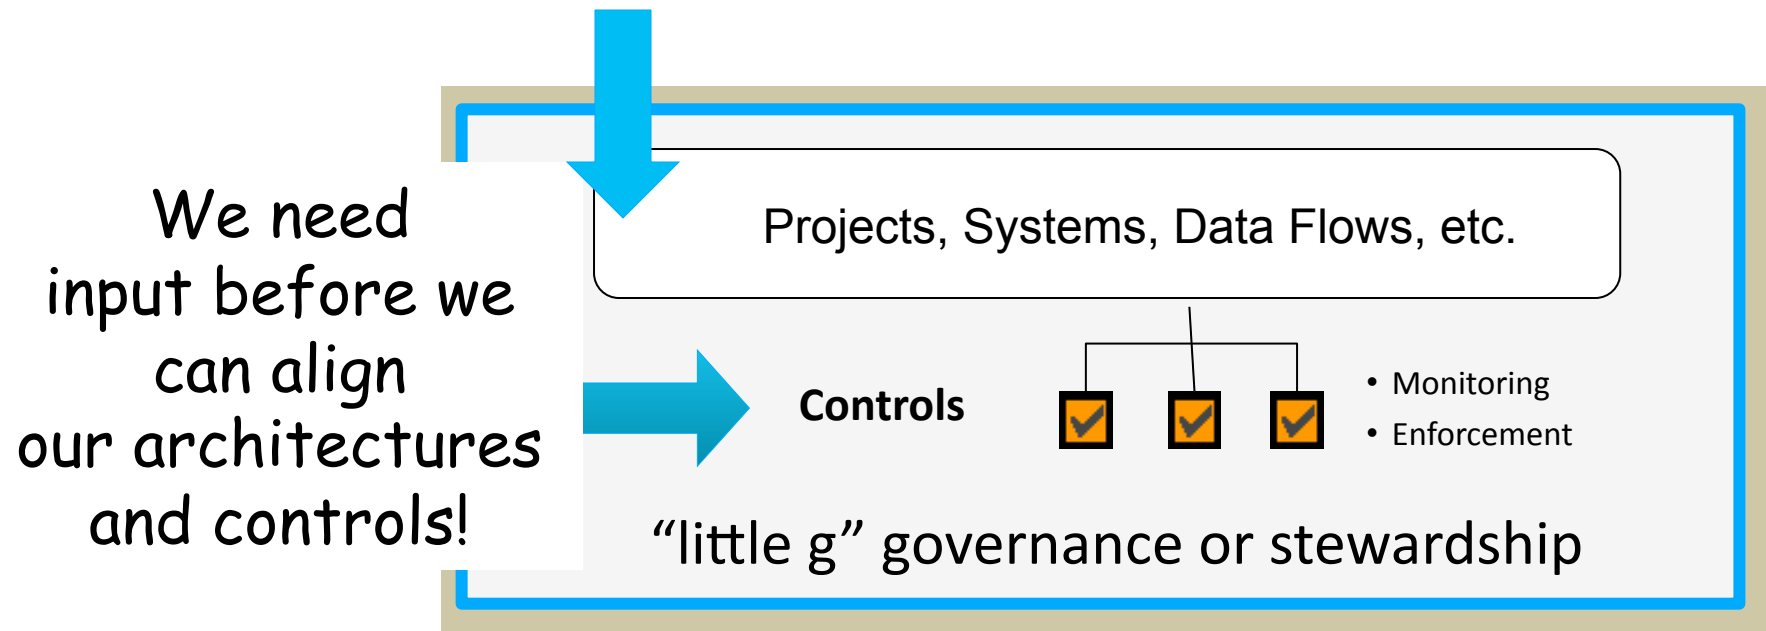 We need
input before we
can align
our architectures
and controls!
Projects, Systems, Data Flows, etc.
Controls
• Monitoring
• Enforcement
“little g” governance or stewardship